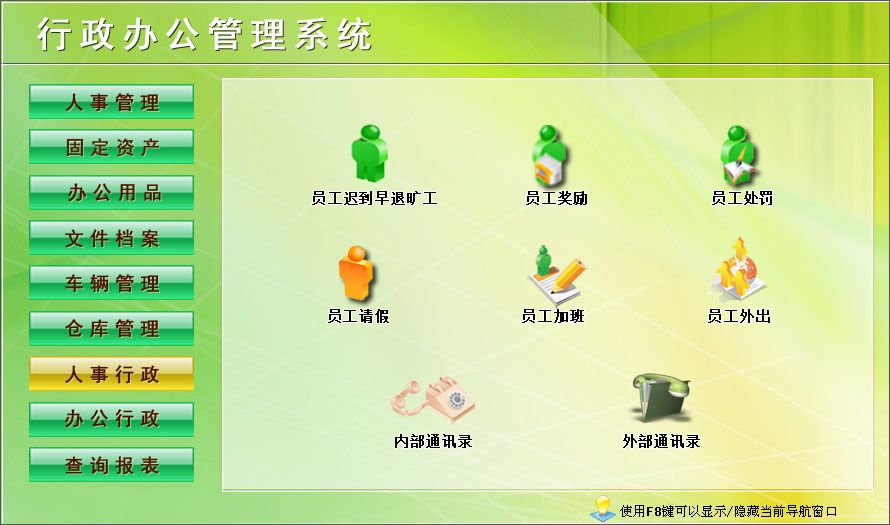 行政办公管理系统
人事管理
固定资产
办公用品
文件档案
车辆管理
仓库管理
人事行政
办公行政
查询报表
员工迟到早退旷工
员工奖励
员工处罚
员工请假
员工加班
员工外出
内部通讯录
外部通讯录
使用F8键可以显示/隐藏当前导航窗口